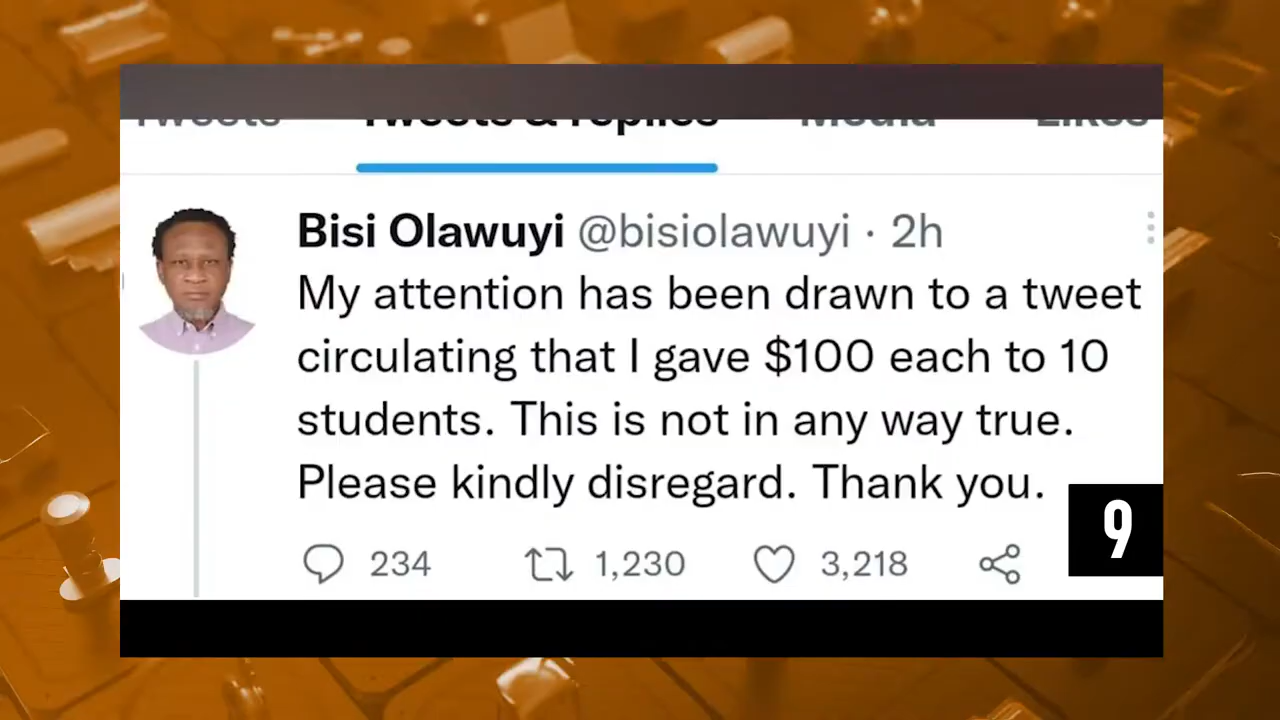 Tweets Tweets & replies Media Likes
Bisi Olawuyi @bisiolawuyi · 2h
My attention has been drawn to a tweet
circulating that I gave $100 each to 10
students. This is not in any way true.
Please kindly disregard. Thank you.
234 1,230 3,218
9